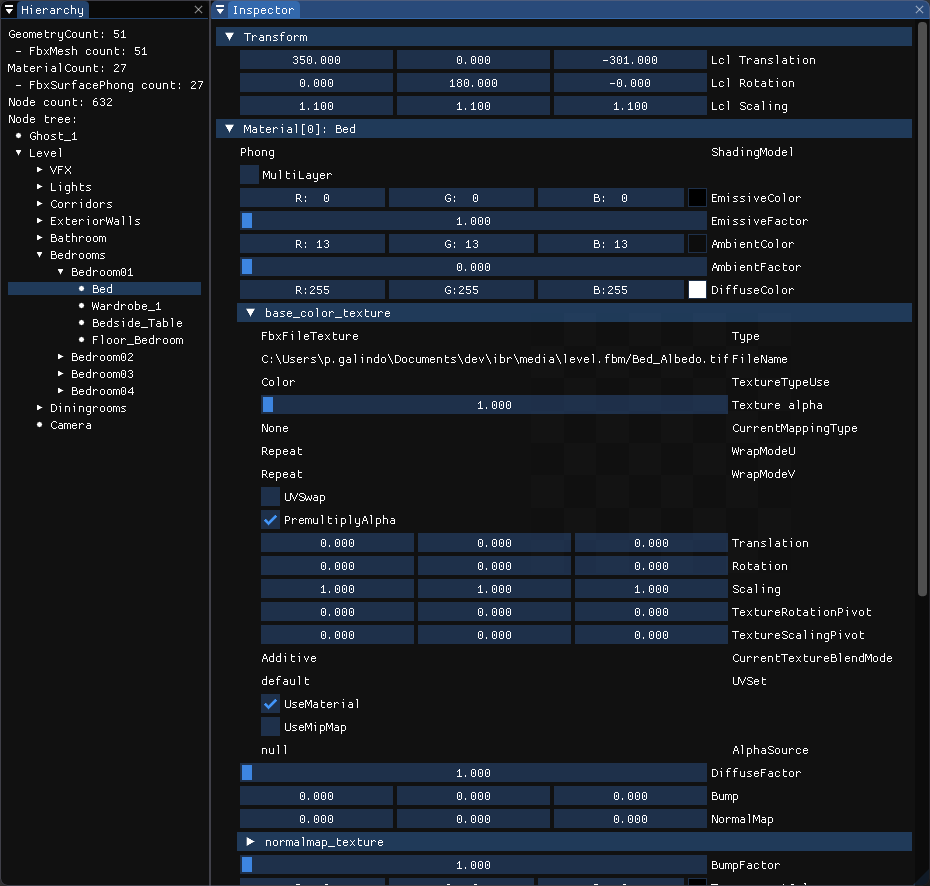 Hierarchy
GeometryCount: 51
- FbxMesh count: 51
MaterialCount: 27
- FbxSurfacePhong count: 27
Node count: 632
Node tree:
Ghost_1
Level
VFX
Lights
Corridors
ExteriorWalls
Bathroom
Bedrooms
Bedroom01
Bed
Wardrobe_1
Bedside_Table
Floor_Bedroom
Bedroom02
Bedroom03
Bedroom04
Diningrooms
Camera
Inspector
Transform
350.000 0.000 -301.000 Lcl Translation
0.000 180.000 -0.000 Lcl Rotation
1.100 1.100 1.100 Lcl Scaling
Material[0]: Bed
Phong ShadingModel
MultiLayer
R: 0 G: 0 B: 0 EmissiveColor
1.000 EmissiveFactor
R: 13 G: 13 B: 13 AmbientColor
0.000 AmbientFactor
R:255 G:255 B:255 DiffuseColor
base_color_texture
FbxFileTexture Type
C:\Users\p.galindo\Documents\dev\ibr\media\level.fbm/Bed_Albedo.tif FileName
Color TextureTypeUse
1.000 Texture alpha
None CurrentMappingType
Repeat WrapModeU
Repeat WrapModeV
UVSwap
PremultiplyAlpha
0.000 0.000 0.000 Translation
0.000 0.000 0.000 Rotation
1.000 1.000 1.000 Scaling
0.000 0.000 0.000 TextureRotationPivot
0.000 0.000 0.000 TextureScalingPivot
Additive CurrentTextureBlendMode
default UVSet
UseMaterial
UseMipMap
null AlphaSource
1.000 DiffuseFactor
0.000 0.000 0.000 Bump
0.000 0.000 0.000 NormalMap
normalmap_texture
1.000 BumpFactor